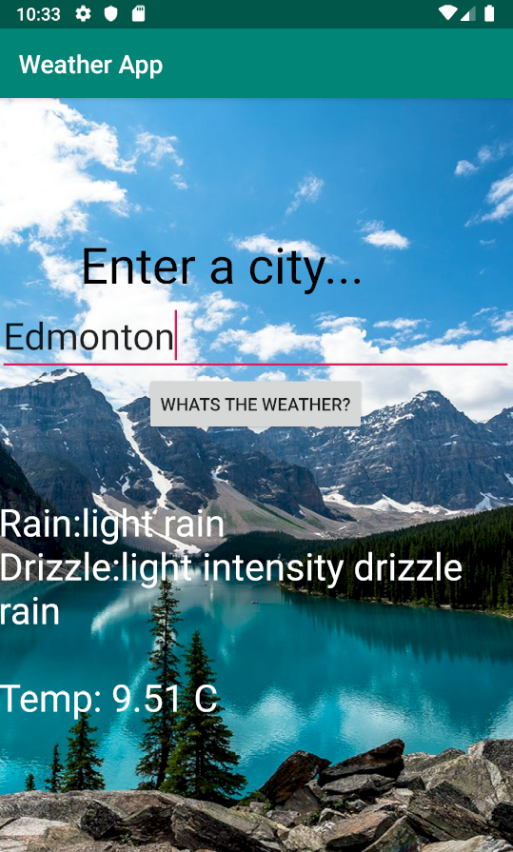 10:33
Weather App
Enter a city...
Edmonton
WHATS THE WEATHER?
Rain:light rain
Drizzle:light intensity drizzle
rain
Temp: 9.51 C